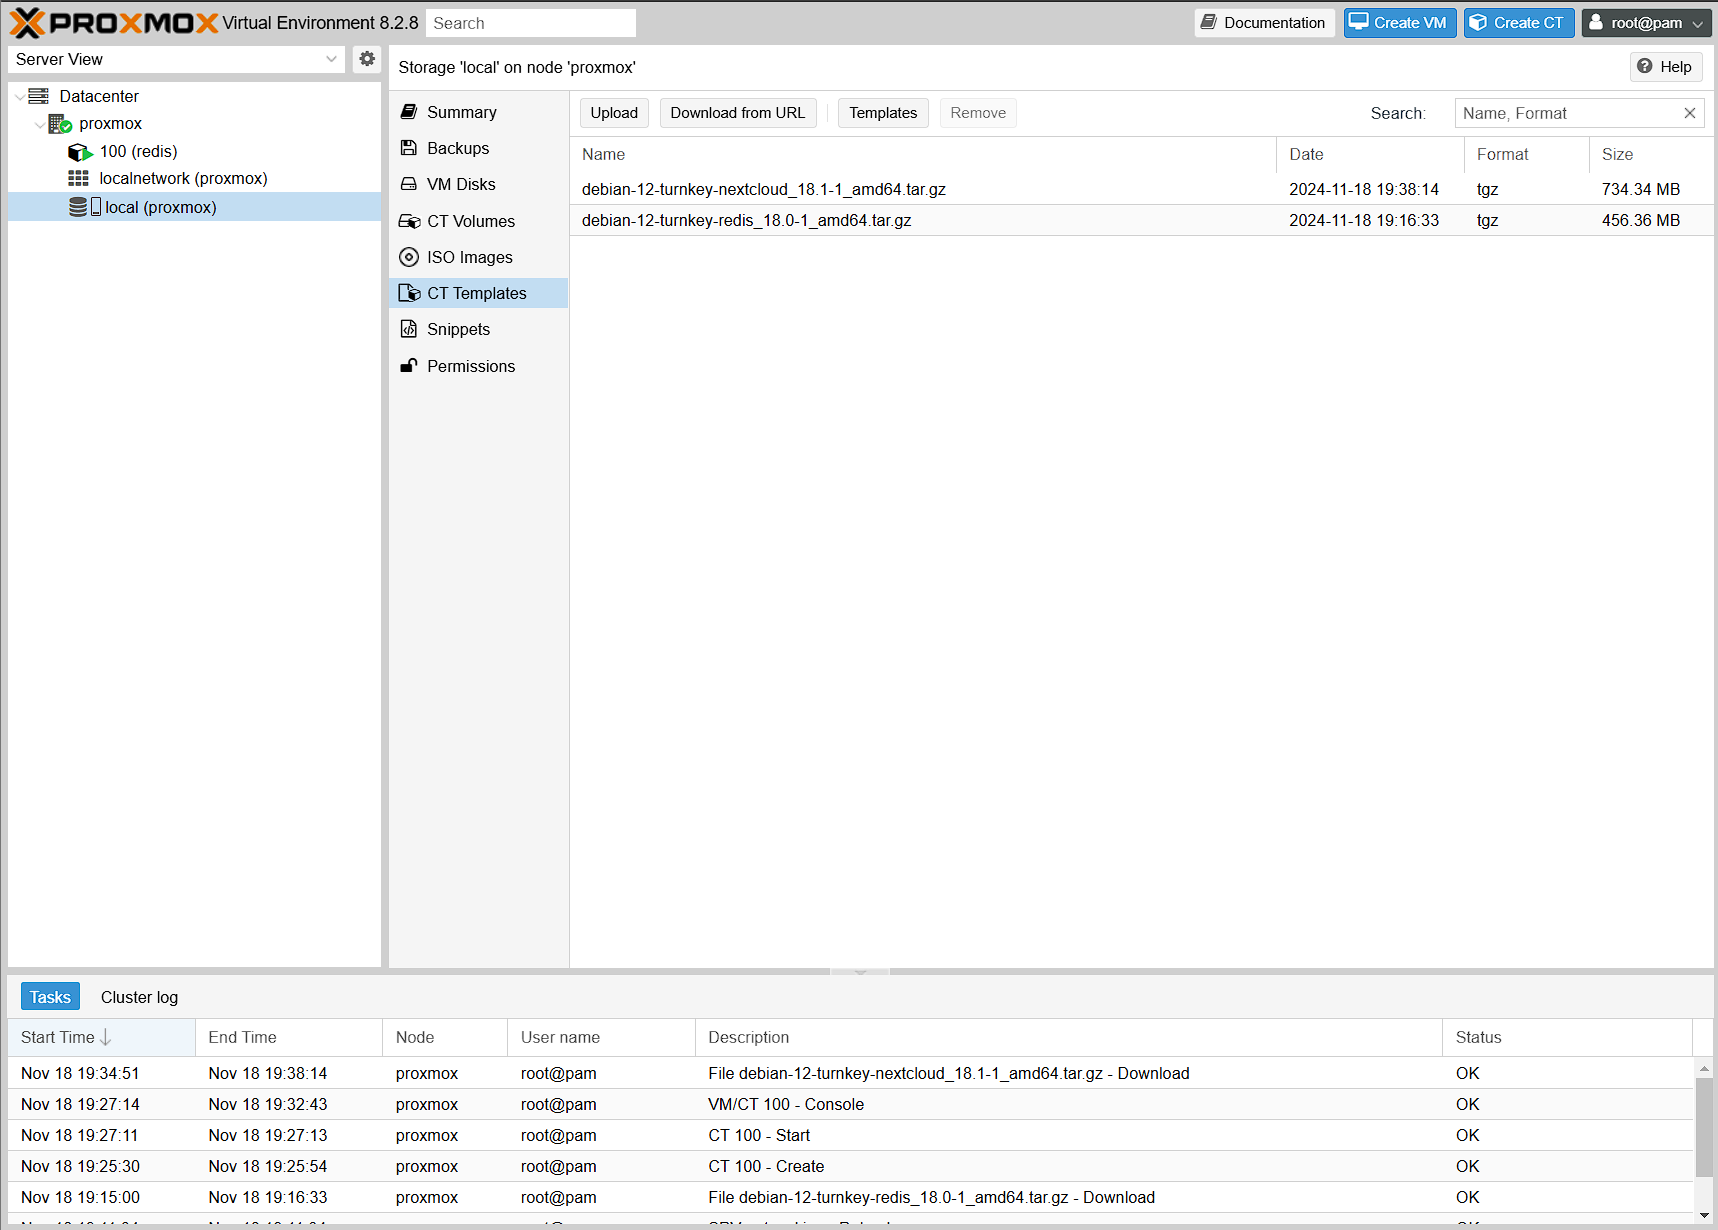 PROXMOX Virtual Environment 8.2.8 Search Documentation Create VM Create CT root@pam
Server View
Storage 'local' on node 'proxmox' Help
Datacenter
proxmox
100 (redis)
localnetwork (proxmox)
local (proxmox)
Summary
Backups
VM Disks
CT Volumes
ISO Images
CT Templates
Snippets
Permissions
Upload Download from URL Templates Remove Search: Name, Format
Name Date Format Size
debian-12-turnkey-nextcloud_18.1-1_amd64.tar.gz 2024-11-18 19:38:14 tgz 734.34 MB
debian-12-turnkey-redis_18.0-1_amd64.tar.gz 2024-11-18 19:16:33 tgz 456.36 MB
Tasks Cluster log
Start Time End Time Node User name Description Status
Nov 18 19:34:51 Nov 18 19:38:14 proxmox root@pam File debian-12-turnkey-nextcloud_18.1-1_amd64.tar.gz - Download OK
Nov 18 19:27:14 Nov 18 19:32:43 proxmox root@pam VM/CT 100 - Console OK
Nov 18 19:27:11 Nov 18 19:27:13 proxmox root@pam CT 100 - Start OK
Nov 18 19:25:30 Nov 18 19:25:54 proxmox root@pam CT 100 - Create OK
Nov 18 19:15:00 Nov 18 19:16:33 proxmox root@pam File debian-12-turnkey-redis_18.0-1_amd64.tar.gz - Download OK